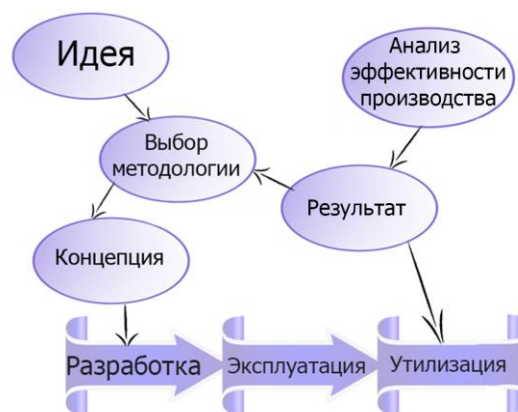 Идея
Анализ
эффективности
производства
Выбор
методологии
Результат
Концепция
Разработка
Эксплуатация
Утилизация